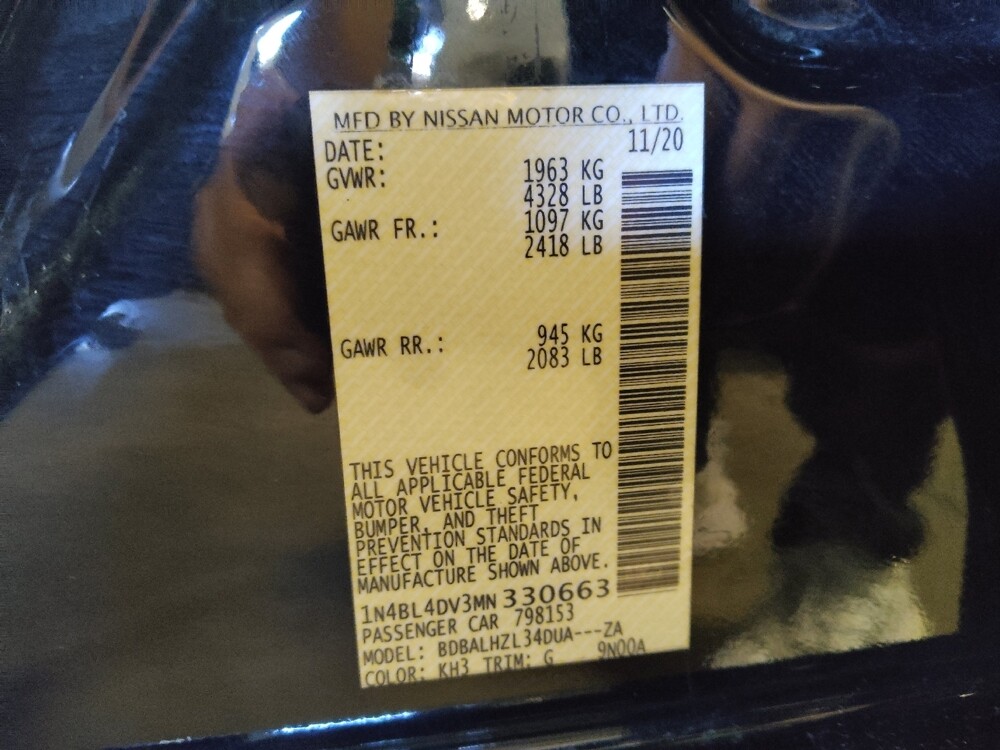 MFD BY NISSAN MOTOR CO., LTD.
DATE: 11/20
GVWR: 1963 KG
4328 LB
GAWR FR.: 1097 KG
2418 LB
GAWR RR.: 945 KG
2083 LB
THIS VEHICLE CONFORMS TO
ALL APPLICABLE FEDERAL
MOTOR VEHICLE SAFETY,
BUMPER, AND THEFT
PREVENTION STANDARDS IN
EFFECT ON THE DATE OF
MANUFACTURE SHOWN ABOVE.
1N4BL4DV3MN330663
PASSENGER CAR 798153
MODEL: BDBALHZL34DUA---ZA
COLOR: KH3 TRIM: G 9N00A